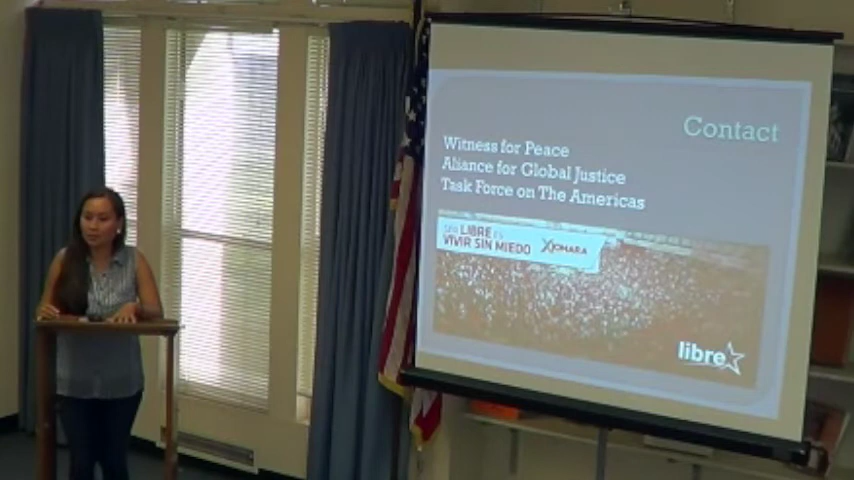 Contact
Witness for Peace
Aliance for Global Justice
Task Force on The Americas
SER LIBRE ES
VIVIR SIN MIEDO
XIOMARA
libre